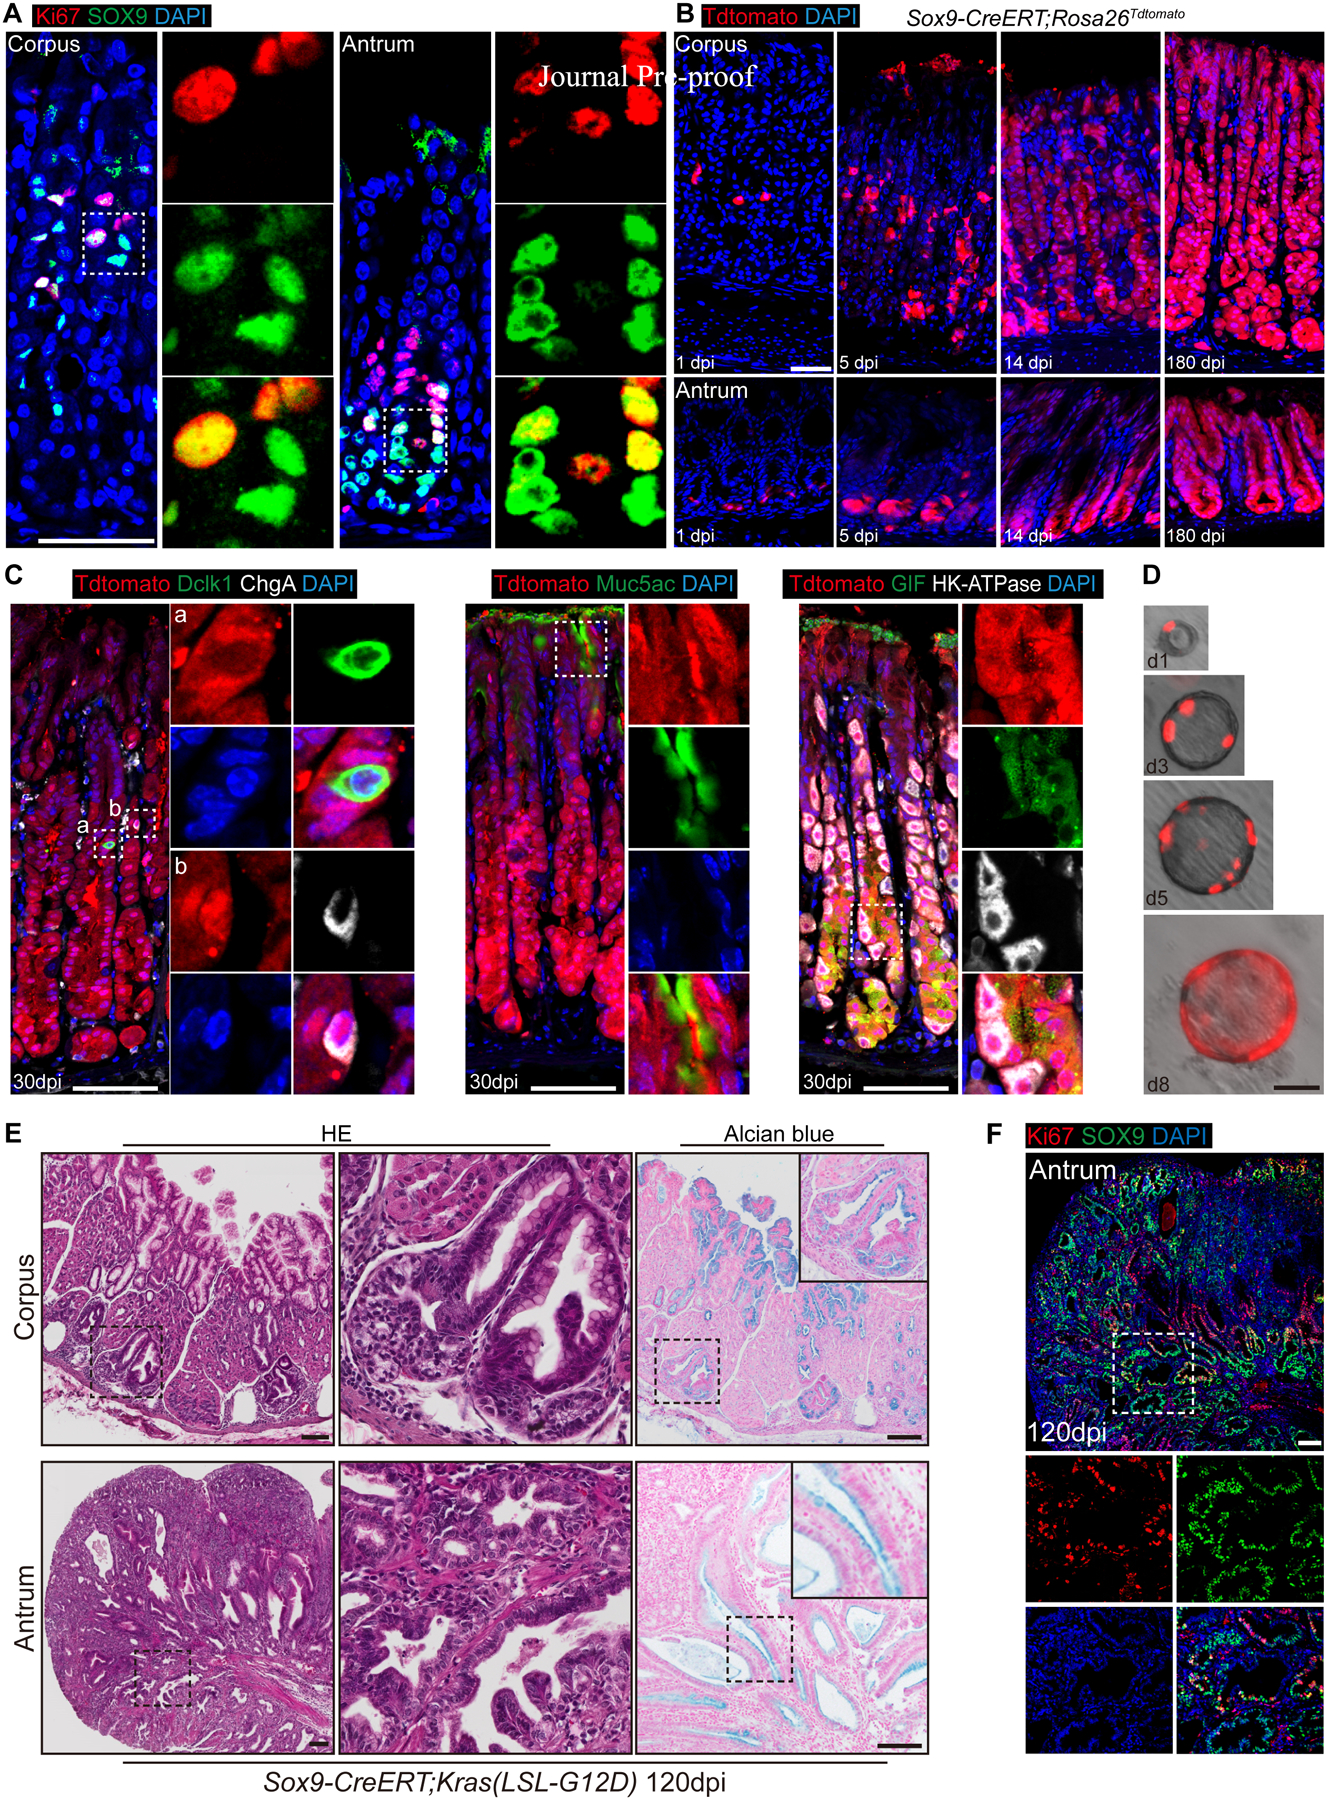 A
Ki67 SOX9 DAPI
Corpus
Antrum
Journal Pre-proof
B
Tdtomato DAPI
Sox9-CreERT;Rosa26Tdtomato
Corpus
1 dpi
5 dpi
14 dpi
180 dpi
Antrum
1 dpi
5 dpi
14 dpi
180 dpi
C
Tdtomato Dclk1 ChgA DAPI
a
b
a
b
30dpi
Tdtomato Muc5ac DAPI
30dpi
Tdtomato GIF HK-ATPase DAPI
30dpi
D
d1
d3
d5
d8
E
HE
Alcian blue
Corpus
Antrum
Sox9-CreERT;Kras(LSL-G12D) 120dpi
F
Ki67 SOX9 DAPI
Antrum
120dpi